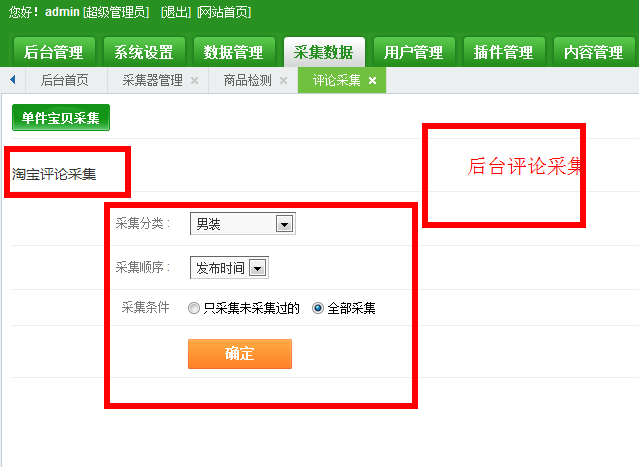 您好！admin [超级管理员] [退出] [网站首页]
后台管理 系统设置 数据管理 采集数据 用户管理 插件管理 内容管理
后台首页 采集器管理 商品检测 评论采集
单件宝贝采集
后台评论采集
淘宝评论采集
采集分类： 男装
采集顺序： 发布时间
采集条件 只采集未采集过的 全部采集
确定